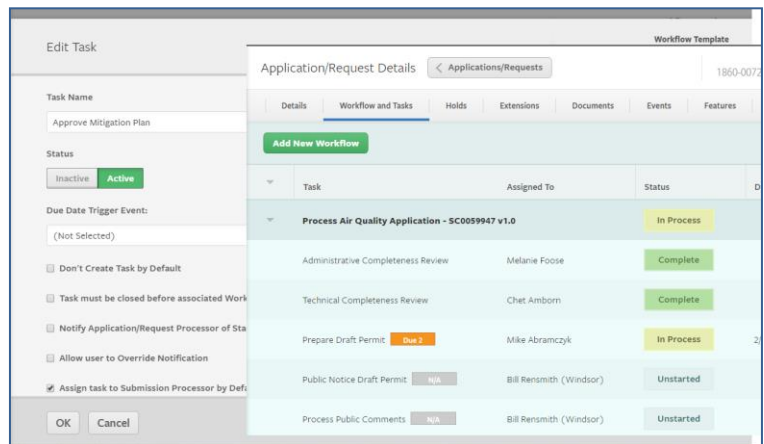 Workflow Template
Edit Task
Application/Request Details
Applications/Requests
1860-0072
Task Name
Approve Mitigation Plan
Details Workflow and Tasks Holds Extensions Documents Events Features
Add New Workflow
Status
Inactive Active
Task Assigned To Status D
Due Date Trigger Event:
(Not Selected)
Process Air Quality Application - SC0059947 v1.0 In Process
Don't Create Task by Default
Administrative Completeness Review Melanie Foose Complete
Task must be closed before associated Work
Technical Completeness Review Chet Amborn Complete
Notify Application/Request Processor of Sta
Prepare Draft Permit Due 2 Mike Abramczyk In Process 2/
Allow user to Override Notification
Public Notice Draft Permit N/A Bill Rensmith (Windsor) Unstarted
Assign task to Submission Processor by Defa
Process Public Comments N/A Bill Rensmith (Windsor) Unstarted
OK Cancel